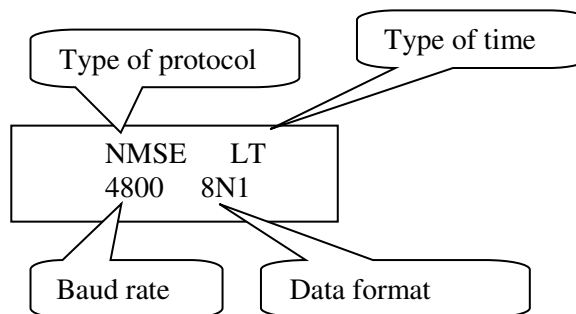 Type of time
Type of protocol
NMSE LT
4800 8N1
Baud rate
Data format